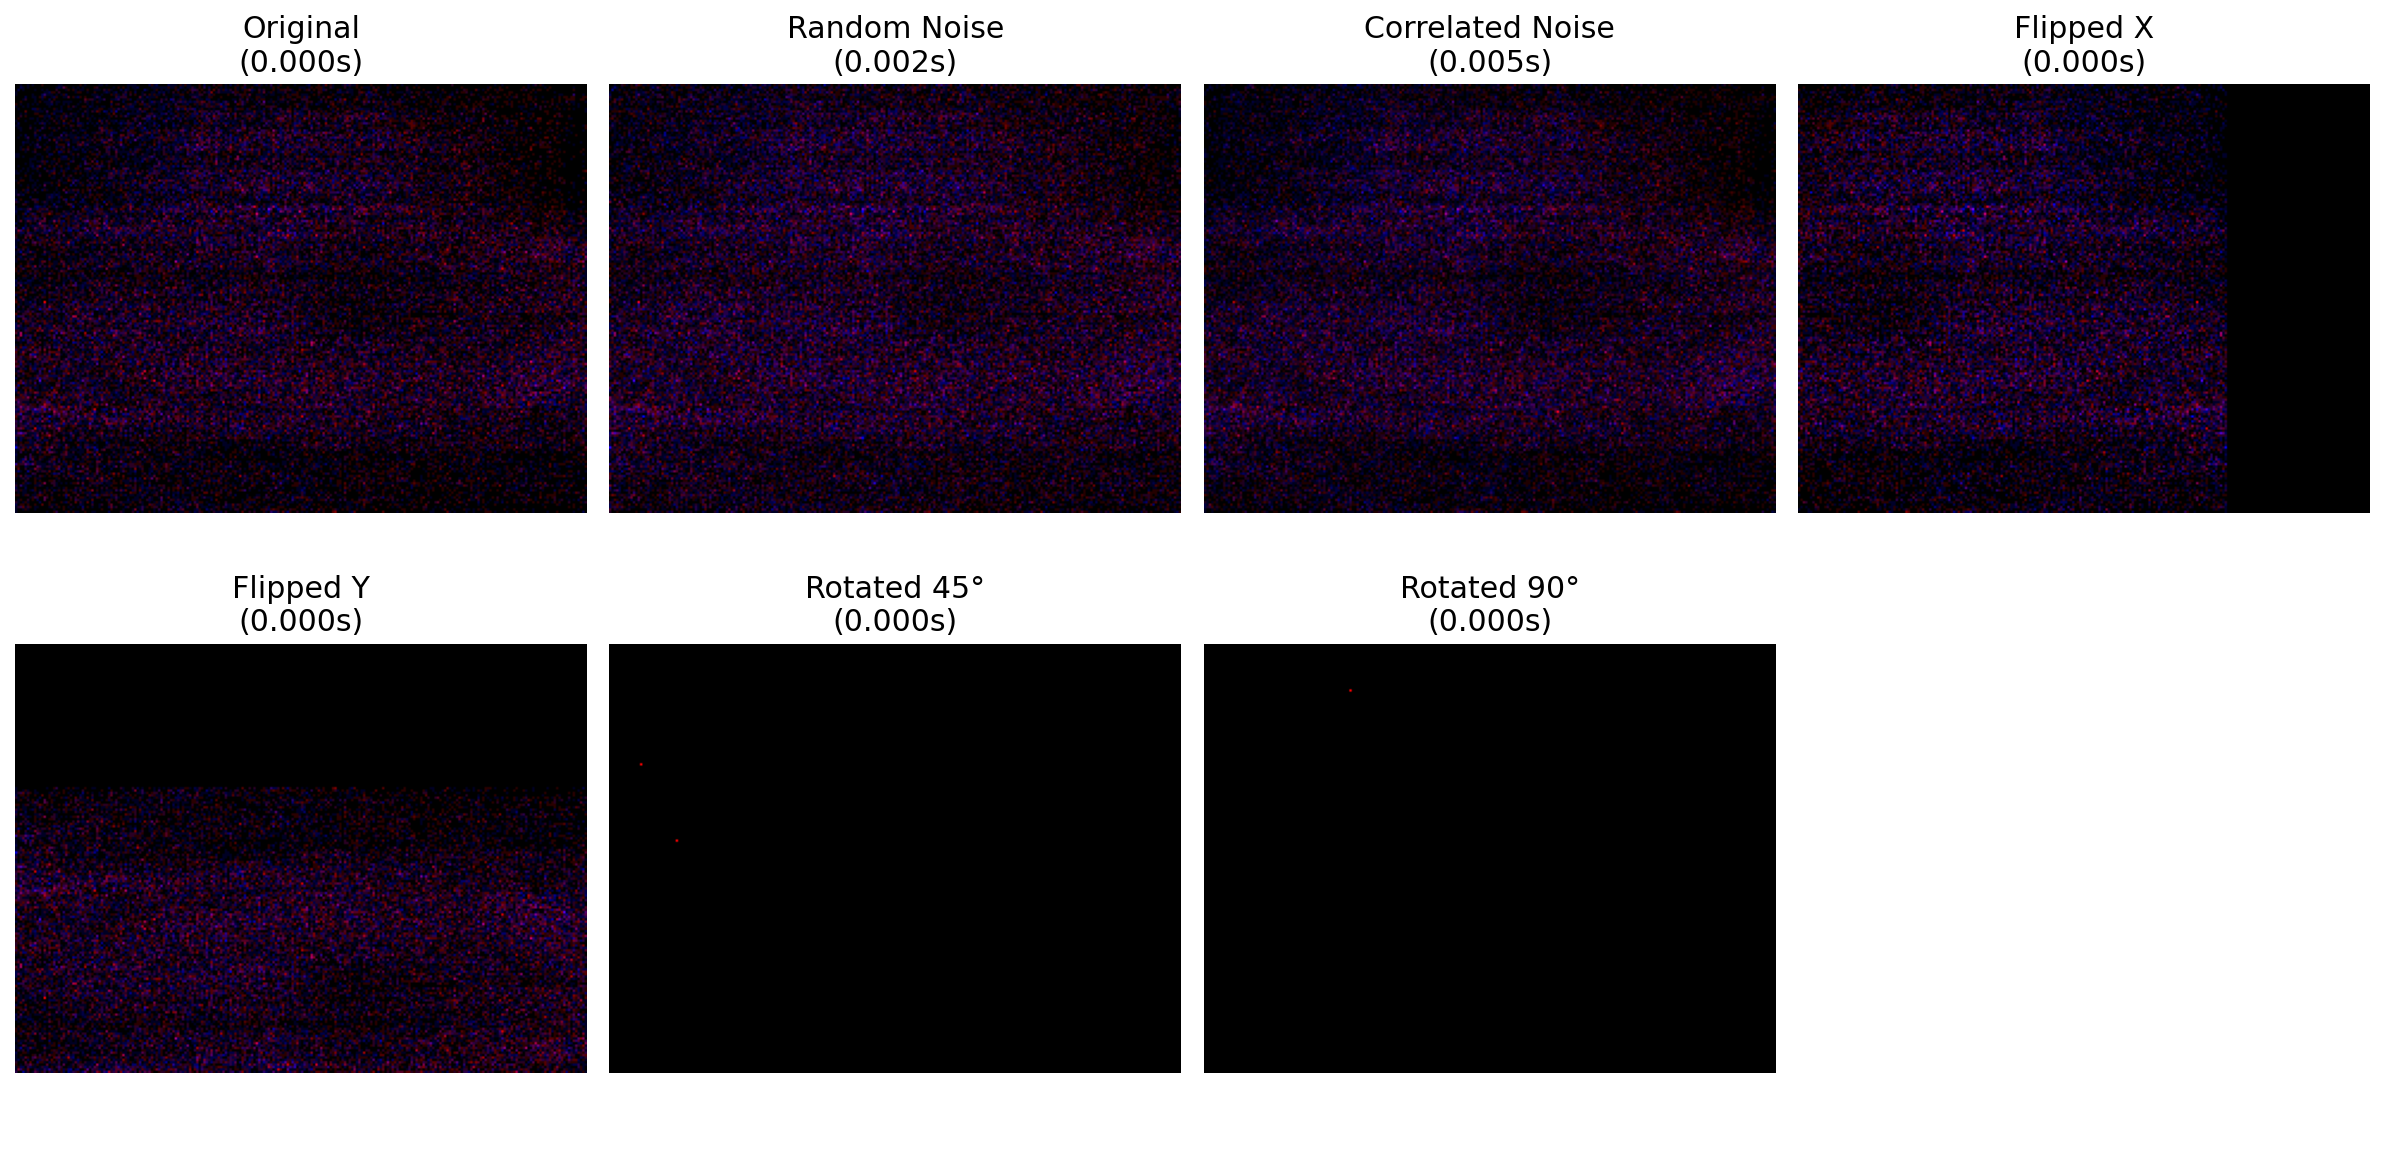 Original
(0.000s)
Random Noise
(0.002s)
Correlated Noise
(0.005s)
Flipped X
(0.000s)
Flipped Y
(0.000s)
Rotated 45°
(0.000s)
Rotated 90°
(0.000s)